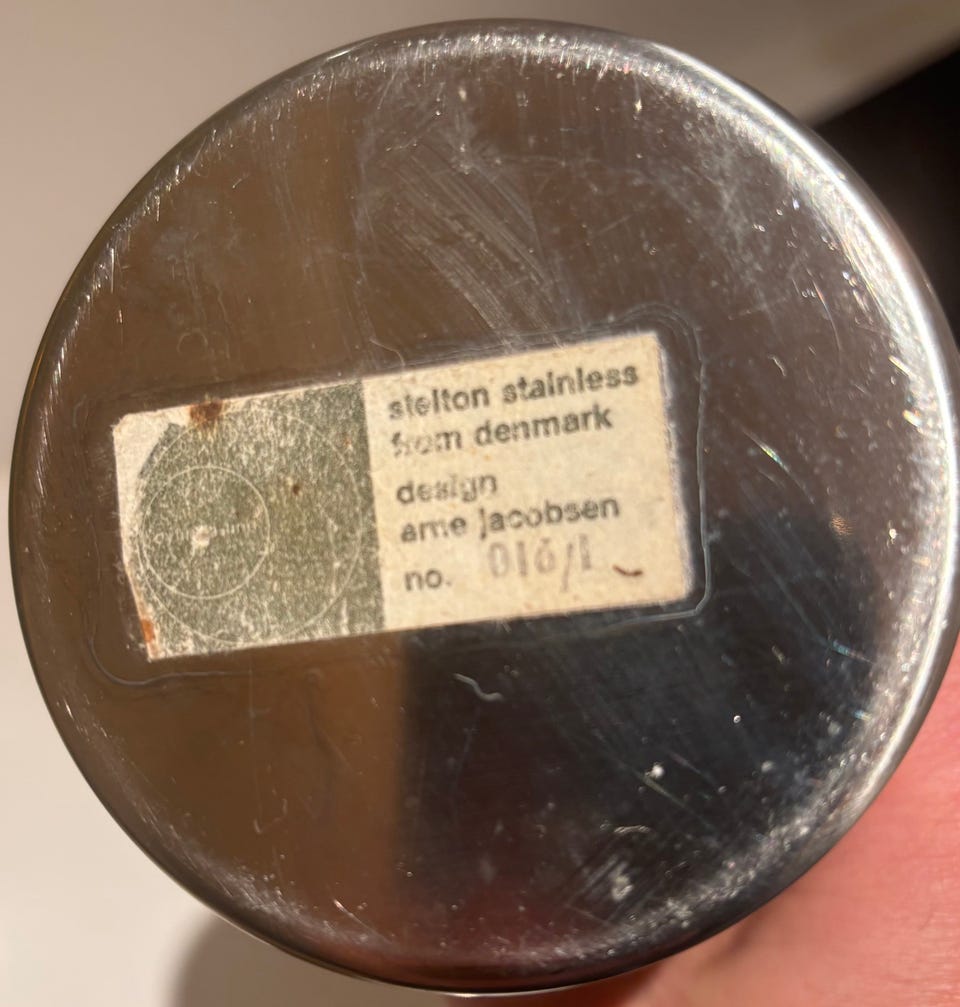 stelton stainless
from denmark
design
arne jacobsen
no. 016/1